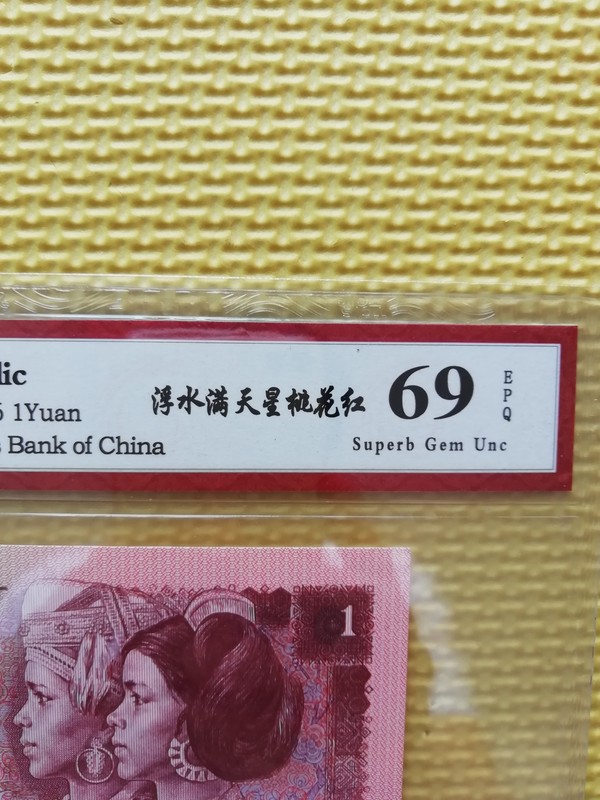 lic
6 1Yuan
s Bank of China
浮水满天星桃花红
69
EPQ
Superb Gem Unc
1